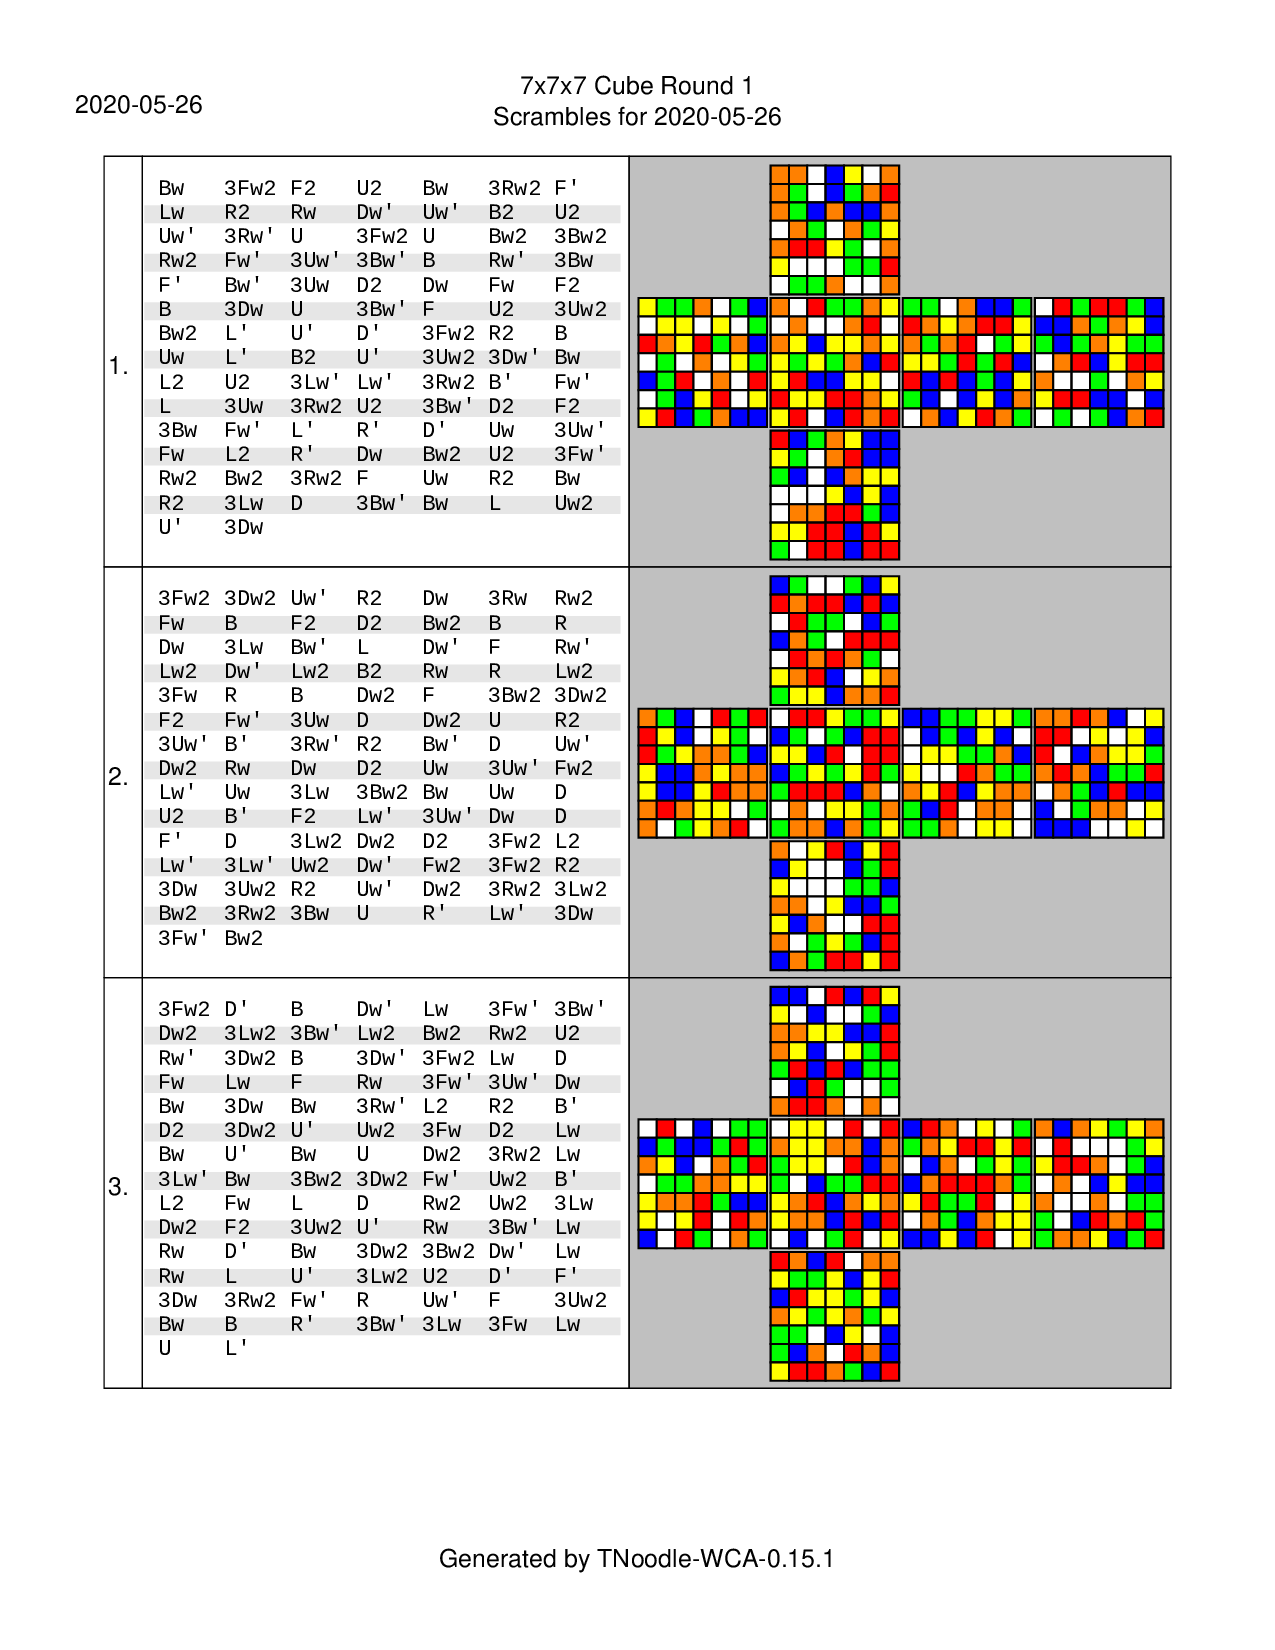 7x7x7 Cube Round 1
2020-05-26
Scrambles for 2020-05-26
1.
Bw 3Fw2 F2 U2 Bw 3Rw2 F'
Lw R2 Rw Dw' Uw' B2 U2
Uw' 3Rw' U 3Fw2 U Bw2 3Bw2
Rw2 Fw' 3Uw' 3Bw' B Rw' 3Bw
F' Bw' 3Uw D2 Dw Fw F2
B 3Dw U 3Bw' F U2 3Uw2
Bw2 L' U' D' 3Fw2 R2 B
Uw L' B2 U' 3Uw2 3Dw' Bw
L2 U2 3Lw' Lw' 3Rw2 B' Fw'
L 3Uw 3Rw2 U2 3Bw' D2 F2
3Bw Fw' L' R' D' Uw 3Uw'
Fw L2 R' Dw Bw2 U2 3Fw'
Rw2 Bw2 3Rw2 F Uw R2 Bw
R2 3Lw D 3Bw' Bw L Uw2
U' 3Dw
2.
3Fw2 3Dw2 Uw' R2 Dw 3Rw Rw2
Fw B F2 D2 Bw2 B R
Dw 3Lw Bw' L Dw' F Rw'
Lw2 Dw' Lw2 B2 Rw R Lw2
3Fw R B Dw2 F 3Bw2 3Dw2
F2 Fw' 3Uw D Dw2 U R2
3Uw' B' 3Rw' R2 Bw' D Uw'
Dw2 Rw Dw D2 Uw 3Uw' Fw2
Lw' Uw 3Lw 3Bw2 Bw Uw D
U2 B' F2 Lw' 3Uw' Dw D
F' D 3Lw2 Dw2 D2 3Fw2 L2
Lw' 3Lw' Uw2 Dw' Fw2 3Fw2 R2
3Dw 3Uw2 R2 Uw' Dw2 3Rw2 3Lw2
Bw2 3Rw2 3Bw U R' Lw' 3Dw
3Fw' Bw2
3.
3Fw2 D' B Dw' Lw 3Fw' 3Bw'
Dw2 3Lw2 3Bw' Lw2 Bw2 Rw2 U2
Rw' 3Dw2 B 3Dw' 3Fw2 Lw D
Fw Lw F Rw 3Fw' 3Uw' Dw
Bw 3Dw Bw 3Rw' L2 R2 B'
D2 3Dw2 U' Uw2 3Fw D2 Lw
Bw U' Bw U Dw2 3Rw2 Lw
3Lw' Bw 3Bw2 3Dw2 Fw' Uw2 B'
L2 Fw L D Rw2 Uw2 3Lw
Dw2 F2 3Uw2 U' Rw 3Bw' Lw
Rw D' Bw 3Dw2 3Bw2 Dw' Lw
Rw L U' 3Lw2 U2 D' F'
3Dw 3Rw2 Fw' R Uw' F 3Uw2
Bw B R' 3Bw' 3Lw 3Fw Lw
U L'
Generated by TNoodle-WCA-0.15.1